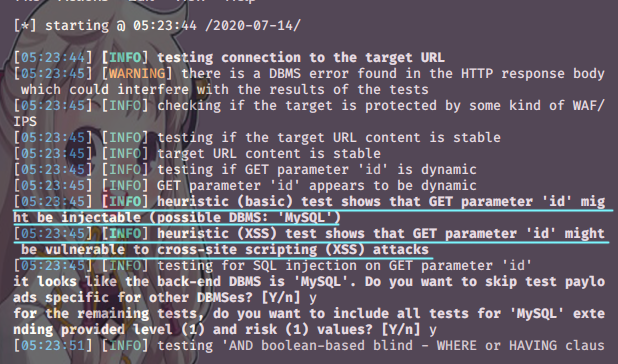 [*] starting @ 05:23:44 /2020-07-14/
[05:23:44] [INFO] testing connection to the target URL
[05:23:45] [WARNING] there is a DBMS error found in the HTTP response body
which could interfere with the results of the tests
[05:23:45] [INFO] checking if the target is protected by some kind of WAF/
IPS
[05:23:45] [INFO] testing if the target URL content is stable
[05:23:45] [INFO] target URL content is stable
[05:23:45] [INFO] testing if GET parameter 'id' is dynamic
[05:23:45] [INFO] GET parameter 'id' appears to be dynamic
[05:23:45] [INFO] heuristic (basic) test shows that GET parameter 'id' mig
ht be injectable (possible DBMS: 'MySQL')
[05:23:45] [INFO] heuristic (XSS) test shows that GET parameter 'id' might
be vulnerable to cross-site scripting (XSS) attacks
[05:23:45] [INFO] testing for SQL injection on GET parameter 'id'
it looks like the back-end DBMS is 'MySQL'. Do you want to skip test paylo
ads specific for other DBMSes? [Y/n] y
for the remaining tests, do you want to include all tests for 'MySQL' exte
nding provided level (1) and risk (1) values? [Y/n] y
[05:23:51] [INFO] testing 'AND boolean-based blind - WHERE or HAVING claus